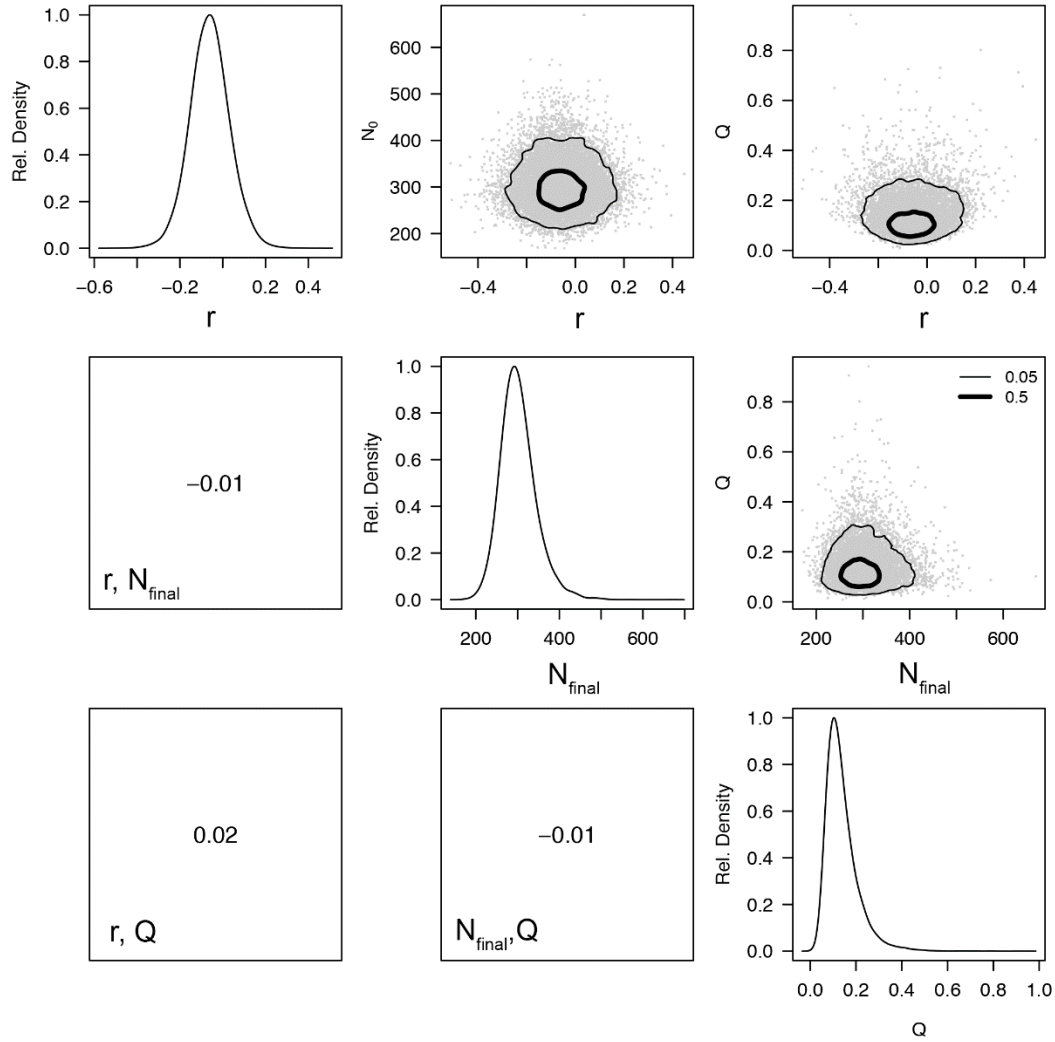 Rel. Density
1.0
0.8
0.6
0.4
0.2
0.0
−0.6 −0.2 0.2 0.4
r
N₀
600
500
400
300
200
−0.4 0.0 0.2 0.4
r
Q
0.8
0.6
0.4
0.2
0.0
−0.4 0.0 0.2 0.4
r
−0.01
r, Nfinal
Rel. Density
1.0
0.8
0.6
0.4
0.2
0.0
200 400 600
Nfinal
Q
0.8
0.6
0.4
0.2
0.0
0.05
0.5
200 400 600
Nfinal
0.02
r, Q
−0.01
Nfinal,Q
Rel. Density
1.0
0.8
0.6
0.4
0.2
0.0
0.0 0.2 0.4 0.6 0.8 1.0
Q